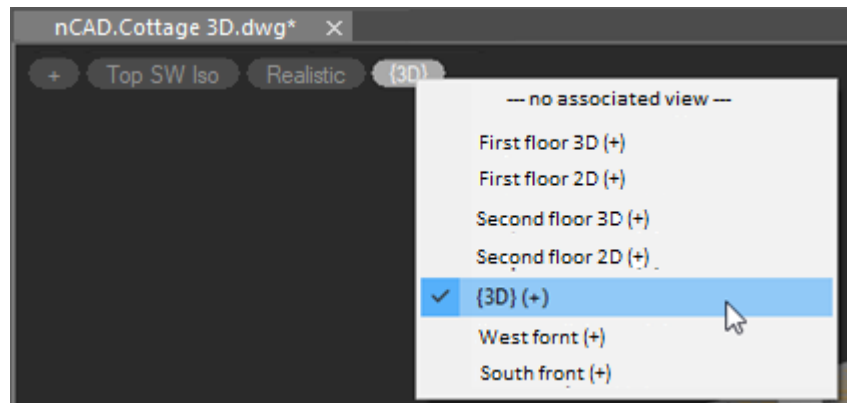 nCAD.Cottage 3D.dwg* ×
+ Top SW Iso Realistic {3D}
--- no associated view ---
First floor 3D (+)
First floor 2D (+)
Second floor 3D (+)
Second floor 2D (+)
{3D} (+)
West fornt (+)
South front (+)